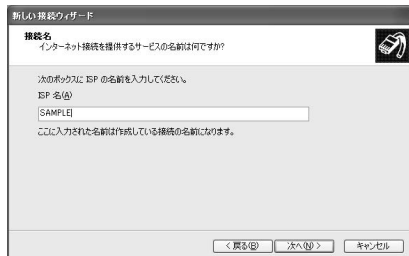 新しい接続ウィザード
接続名
インターネット接続を提供するサービスの名前は何ですか?
次のボックスに ISP の名前を入力してください。
ISP 名(A)
SAMPLE
ここに入力された名前は作成している接続の名前になります。
< 戻る(B)
次へ(N) >
キャンセル